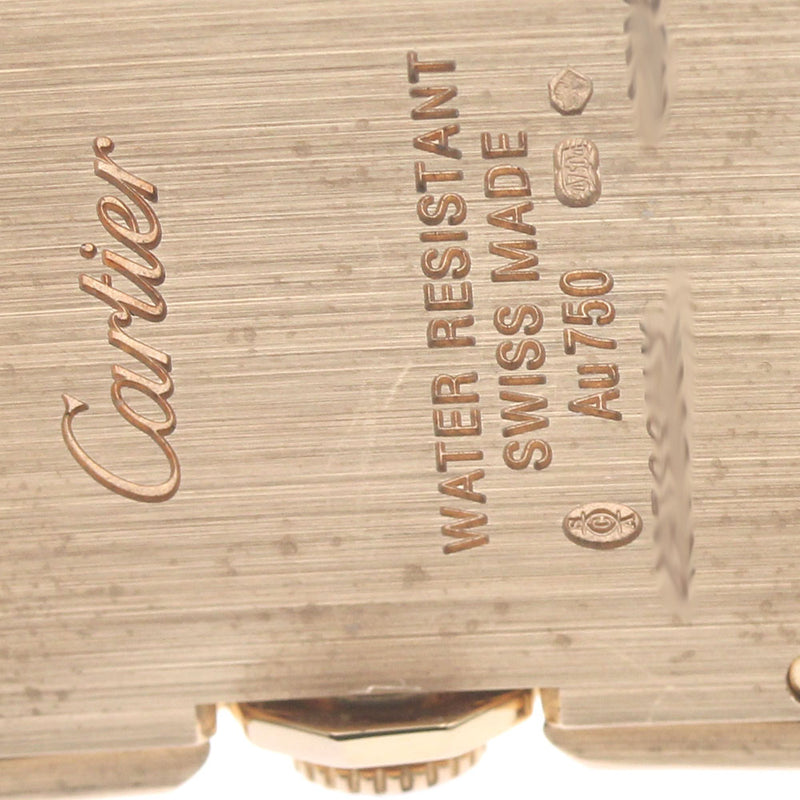 Cartier
WATER RESISTANT
SWISS MADE
Au 750
S C A